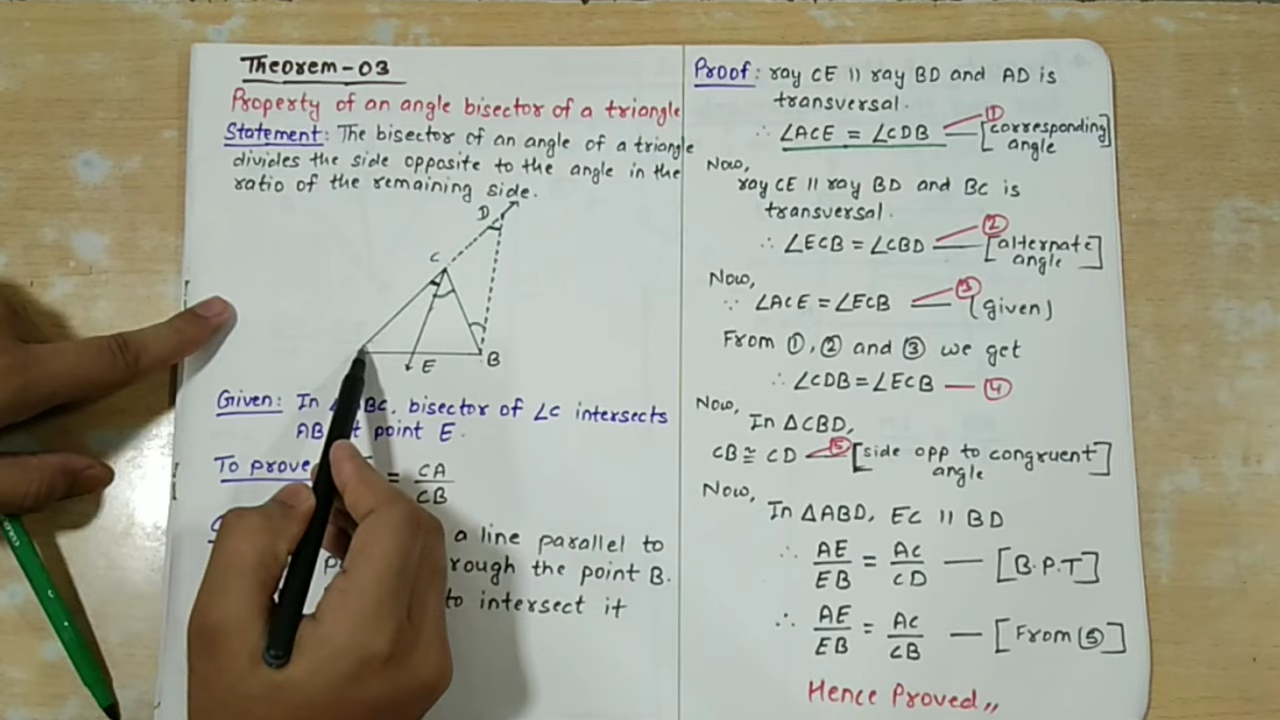 Theorem-03
Property of an angle bisector of a triangle
Statement: The bisector of an angle of a triangle
divides the side opposite to the angle in the
ratio of the remaining side.
D
C
E
B
Given: In BC, bisector of ∠C intersects
AB point E.
To prove = CA
CB
a line parallel to
the point B.
to intersect it
Proof: ray CE || ray BD and AD is
transversal.
∴ ∠ACE = ∠CDB — ① [corresponding
angle]
Now,
ray CE || ray BD and BC is
transversal.
∴ ∠ECB = ∠CBD — ② [alternate
angle]
Now,
∵ ∠ACE = ∠ECB — ③ (given)
From ①, ② and ③ we get
∴ ∠CDB = ∠ECB — ④
Now,
In △CBD,
CB ≅ CD — ⑤ [side opp to congruent
angle]
Now,
In △ABD, EC || BD
∴ AE/EB = AC/CD — [B.P.T]
∴ AE/EB = AC/CB — [From ⑤]
Hence Proved,,